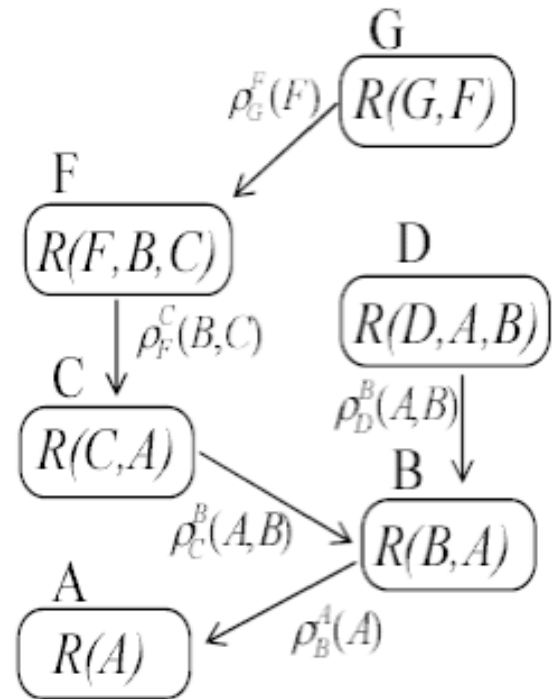 G
R(G,F)
ρ_G^F(F)
F
R(F,B,C)
D
R(D,A,B)
ρ_F^C(B,C)
ρ_D^B(A,B)
C
R(C,A)
B
R(B,A)
ρ_C^B(A,B)
A
R(A)
ρ_B^A(A)